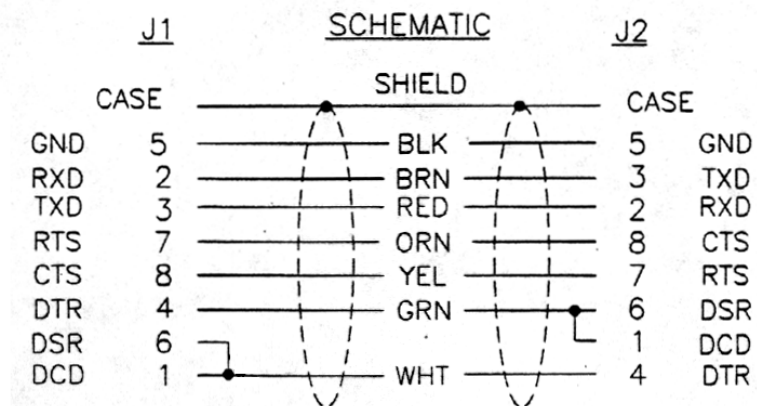 J1 SCHEMATIC J2
CASE SHIELD CASE
GND 5 BLK 5 GND
RXD 2 BRN 3 TXD
TXD 3 RED 2 RXD
RTS 7 ORN 8 CTS
CTS 8 YEL 7 RTS
DTR 4 GRN 6 DSR
DSR 6 1 DCD
DCD 1 WHT 4 DTR